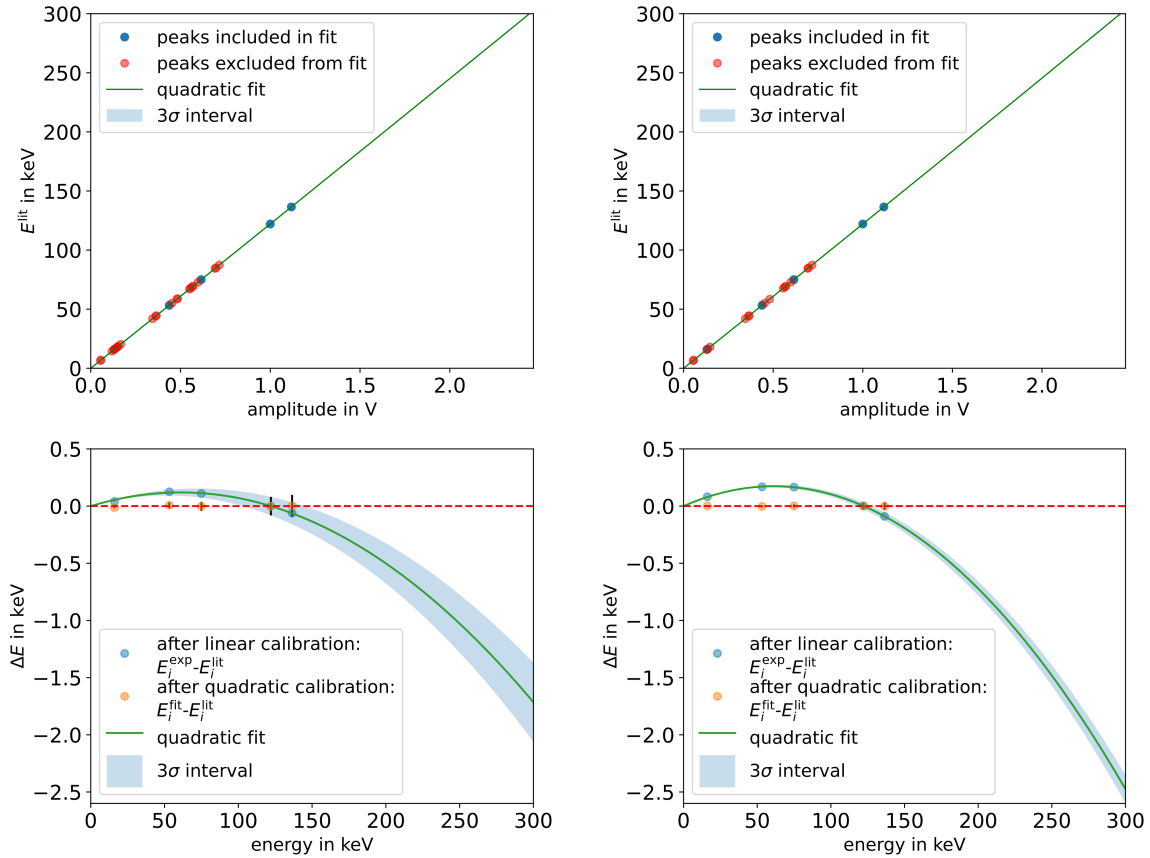 300
250
200
150
100
50
0
E^lit in keV
peaks included in fit
peaks excluded from fit
quadratic fit
3σ interval
0.0 0.5 1.0 1.5 2.0
amplitude in V
300
250
200
150
100
50
0
E^lit in keV
peaks included in fit
peaks excluded from fit
quadratic fit
3σ interval
0.0 0.5 1.0 1.5 2.0
amplitude in V
0.5
0.0
−0.5
−1.0
−1.5
−2.0
−2.5
ΔE in keV
after linear calibration:
E_i^exp-E_i^lit
after quadratic calibration:
E_i^fit-E_i^lit
quadratic fit
3σ interval
0 50 100 150 200 250 300
energy in keV
0.5
0.0
−0.5
−1.0
−1.5
−2.0
−2.5
ΔE in keV
after linear calibration:
E_i^exp-E_i^lit
after quadratic calibration:
E_i^fit-E_i^lit
quadratic fit
3σ interval
0 50 100 150 200 250 300
energy in keV